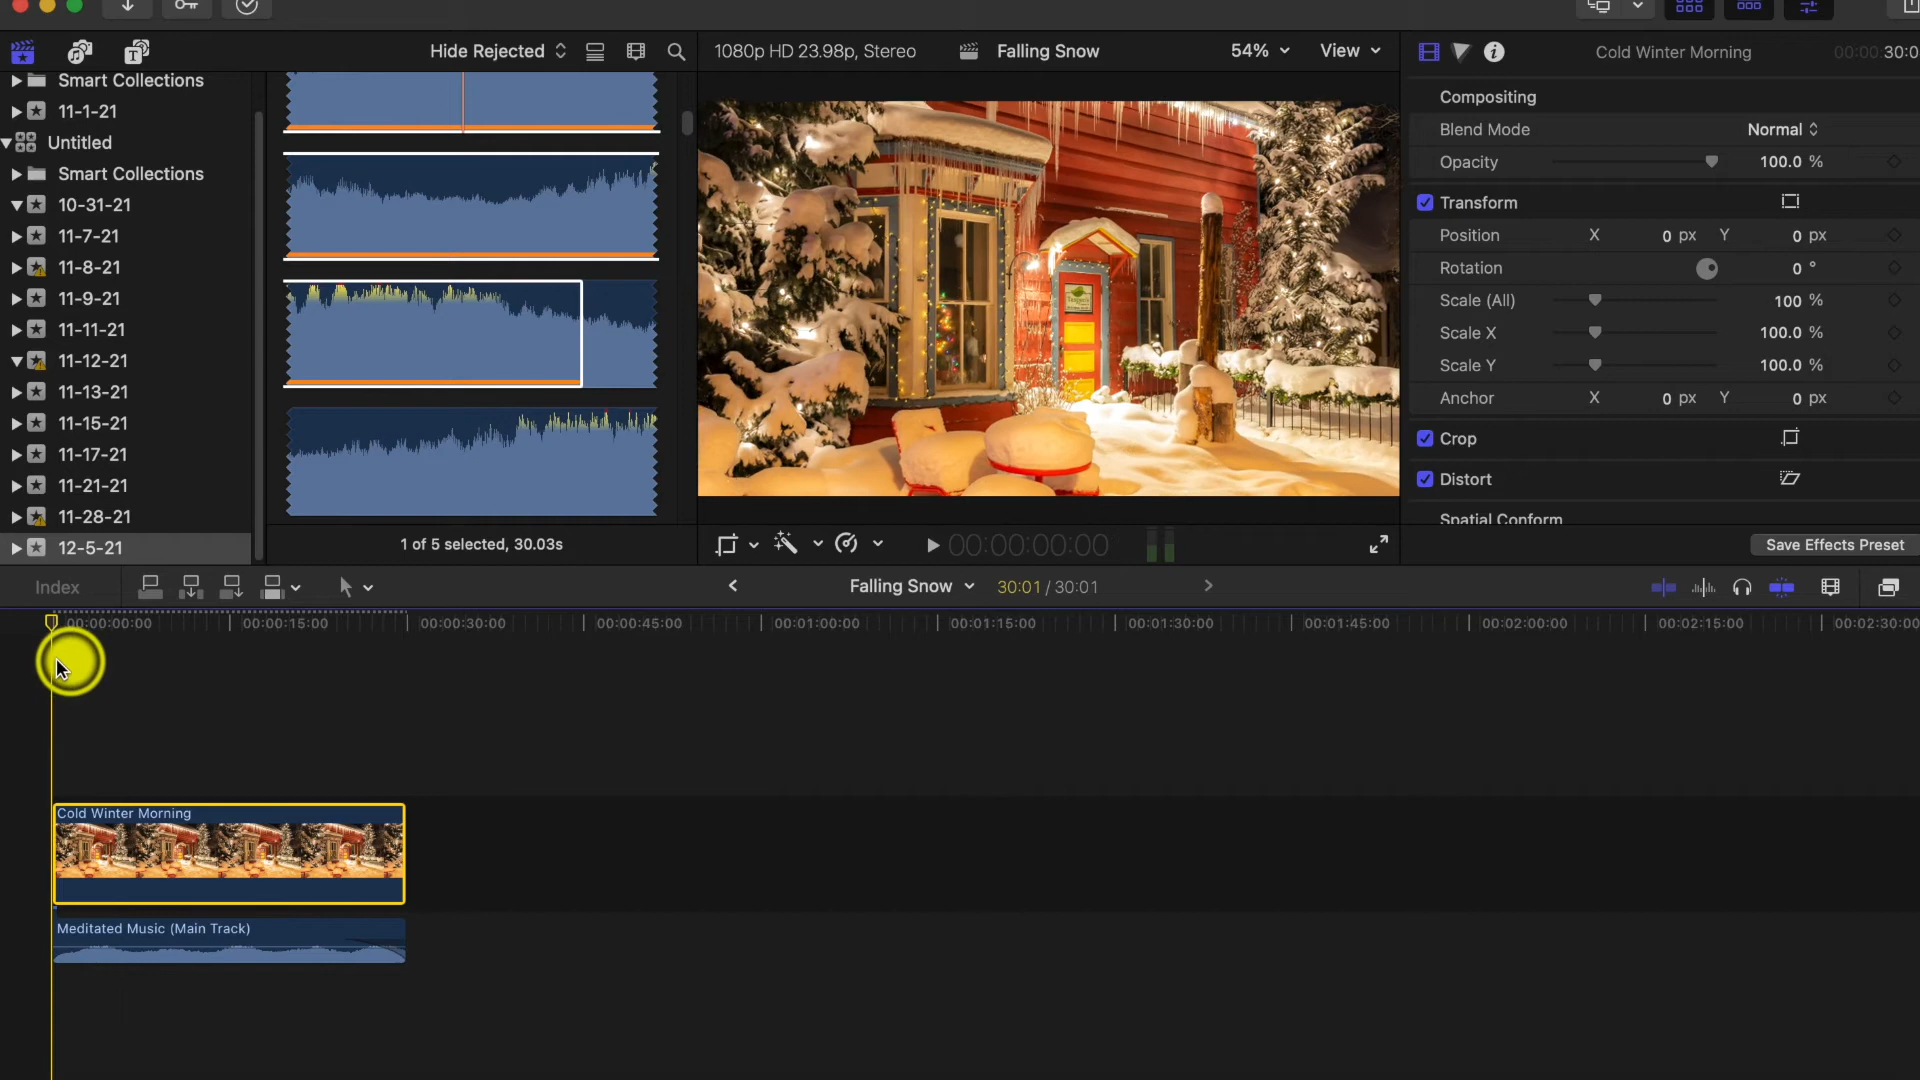 Hide Rejected
1080p HD 23.98p, Stereo
Falling Snow
54%
View
Cold Winter Morning
00:00:30:0
Smart Collections
11-1-21
Untitled
Smart Collections
10-31-21
11-7-21
11-8-21
11-9-21
11-11-21
11-12-21
11-13-21
11-15-21
11-17-21
11-21-21
11-28-21
12-5-21
1 of 5 selected, 30.03s
00:00:00:00
Compositing
Blend Mode
Normal
Opacity
100.0 %
Transform
Position X 0 px Y 0 px
Rotation 0 °
Scale (All) 100 %
Scale X 100.0 %
Scale Y 100.0 %
Anchor X 0 px Y 0 px
Crop
Distort
Spatial Conform
Save Effects Preset
Index
Falling Snow
30:01 / 30:01
00:00:00:00
00:00:15:00
00:00:30:00
00:00:45:00
00:01:00:00
00:01:15:00
00:01:30:00
00:01:45:00
00:02:00:00
00:02:15:00
00:02:30:00
Cold Winter Morning
Meditated Music (Main Track)